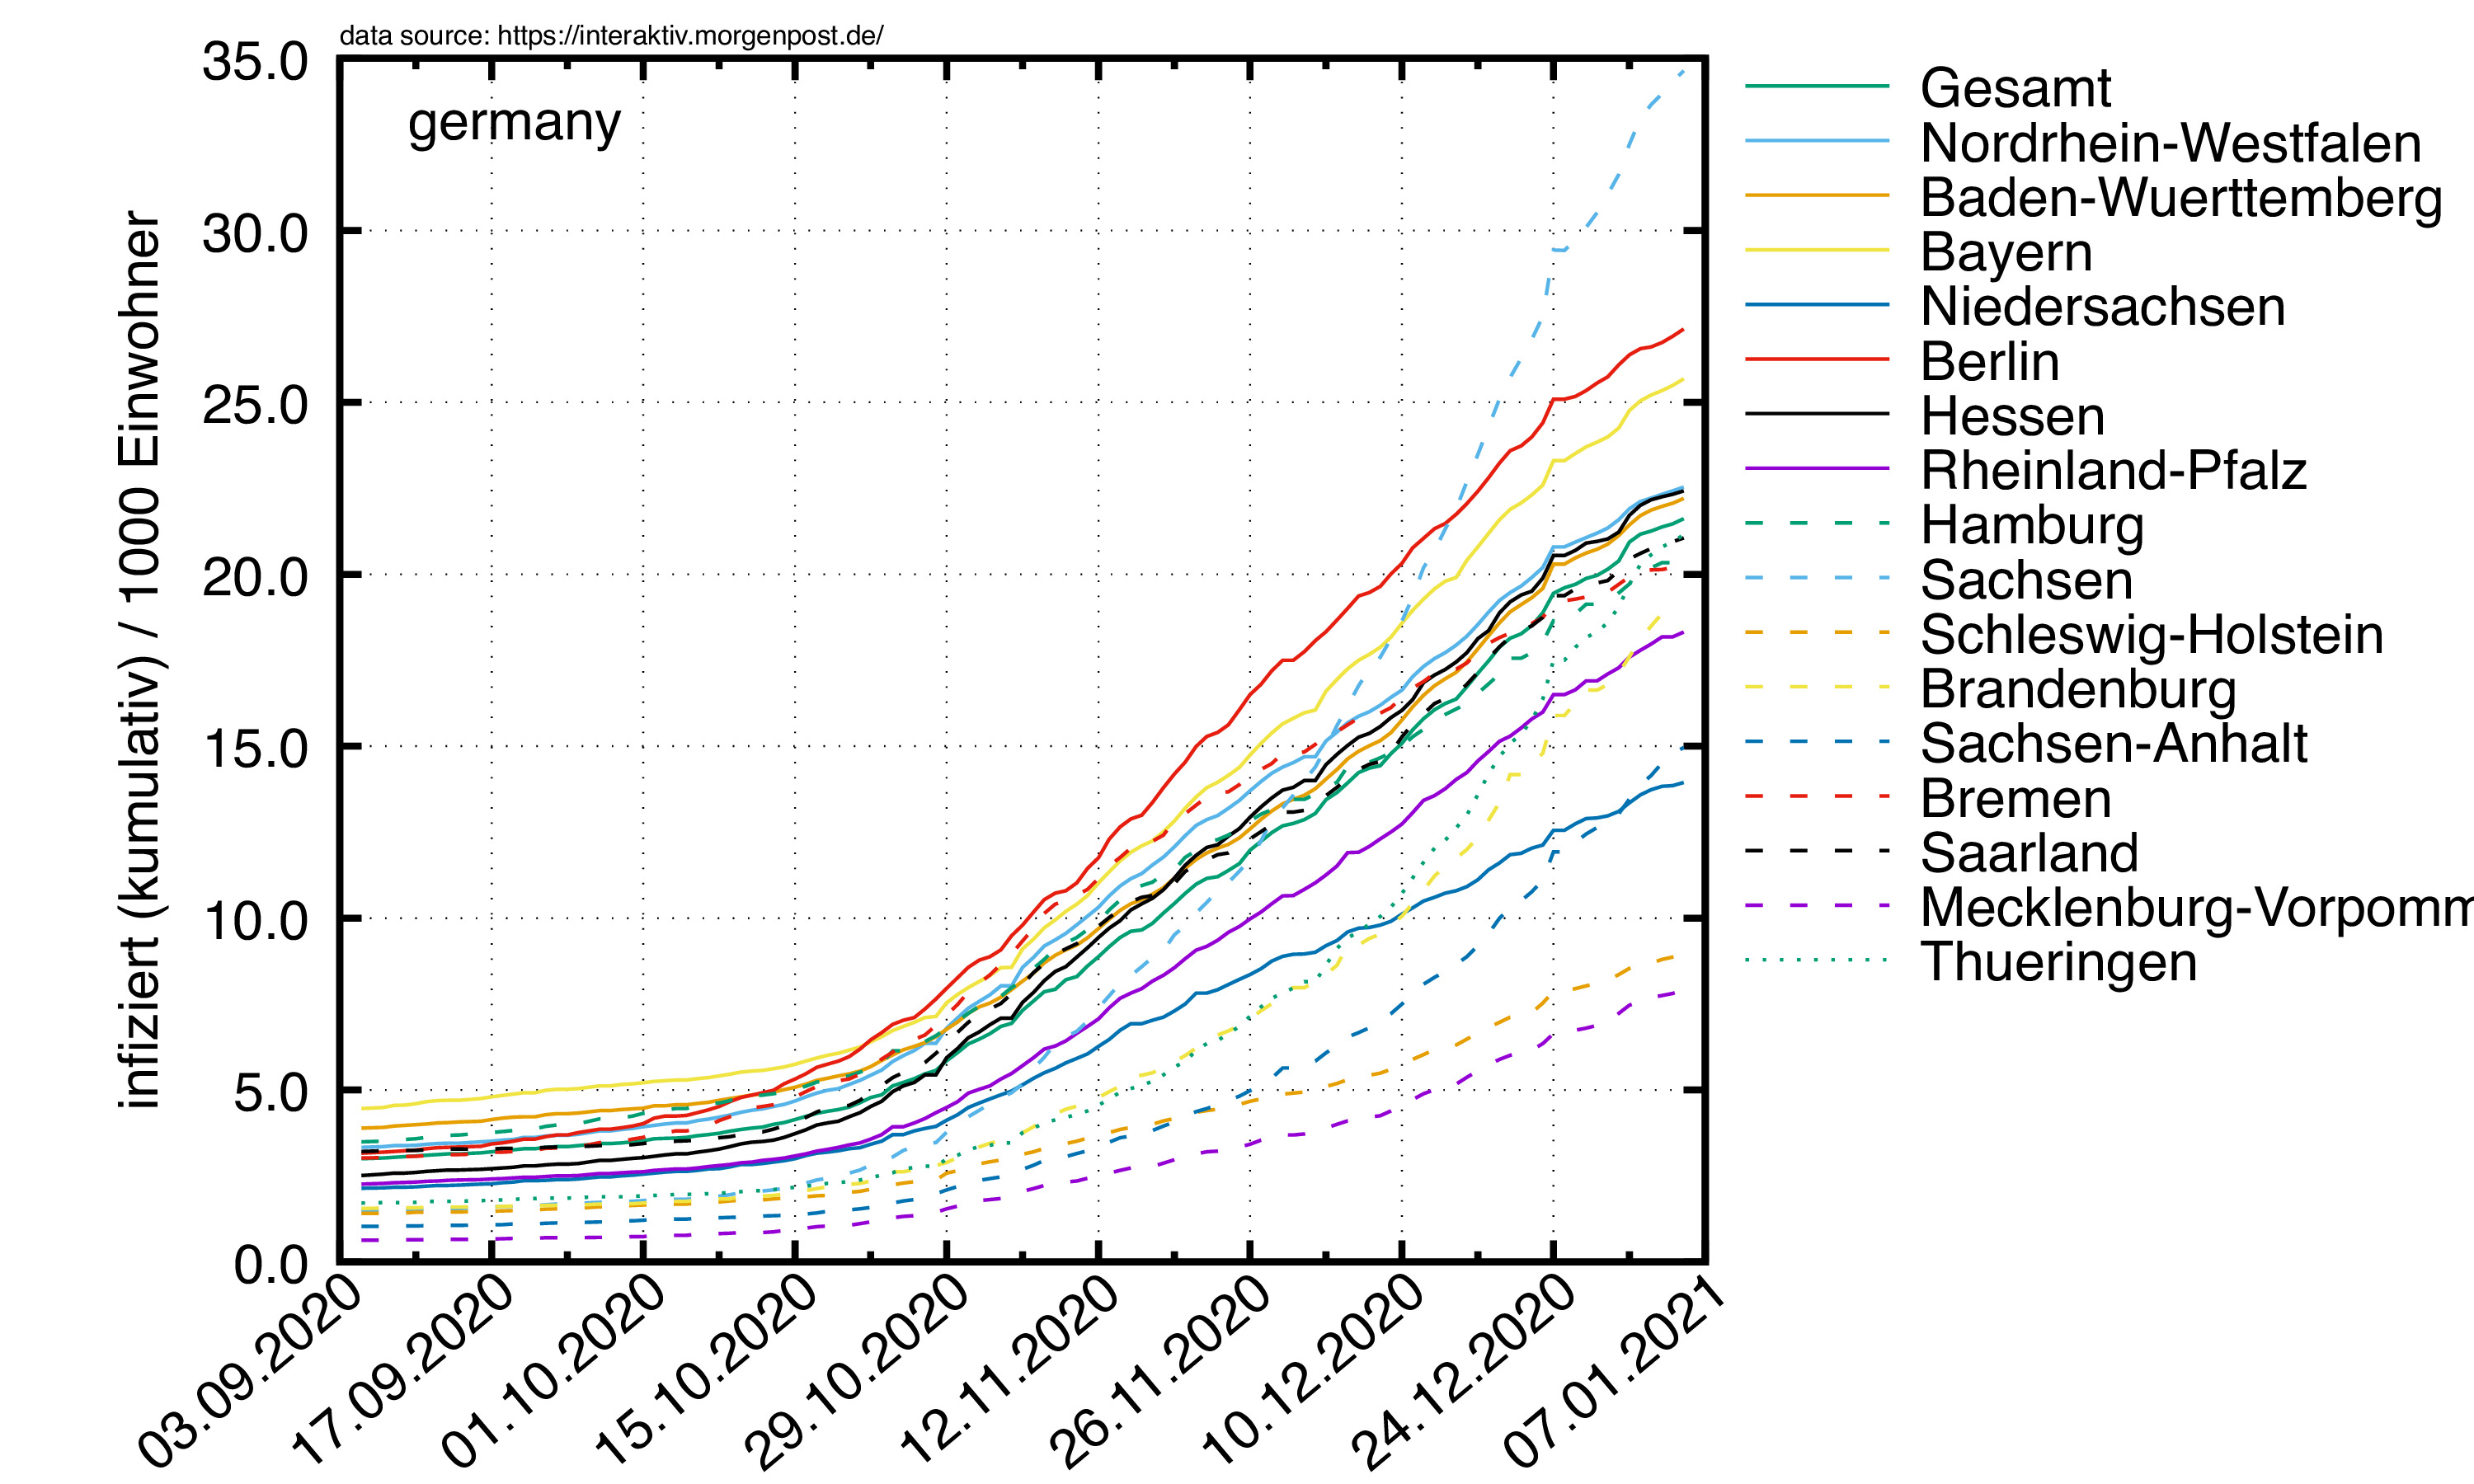 data source: https://interaktiv.morgenpost.de/
germany
infiziert (kumulativ) / 1000 Einwohner
35.0
30.0
25.0
20.0
15.0
10.0
5.0
0.0
03.09.2020
17.09.2020
01.10.2020
15.10.2020
29.10.2020
12.11.2020
26.11.2020
10.12.2020
24.12.2020
07.01.2021
Gesamt
Nordrhein-Westfalen
Baden-Wuerttemberg
Bayern
Niedersachsen
Berlin
Hessen
Rheinland-Pfalz
Hamburg
Sachsen
Schleswig-Holstein
Brandenburg
Sachsen-Anhalt
Bremen
Saarland
Mecklenburg-Vorpomm
Thueringen